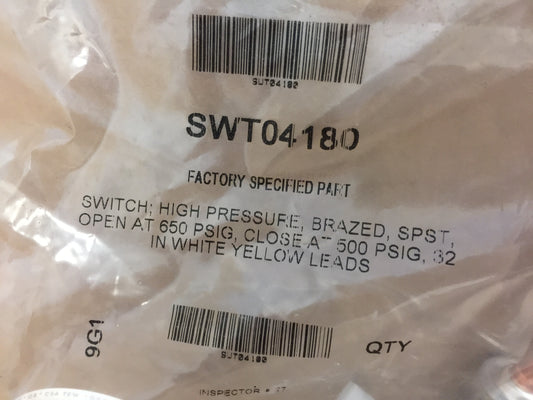 SWT04180
SWT04180
FACTORY SPECIFIED PART
SWITCH; HIGH PRESSURE, BRAZED, SPST,
OPEN AT 650 PSIG, CLOSE AT 500 PSIG, 32
IN WHITE YELLOW LEADS
9G1
SWT04180
QTY
INSPECTOR #